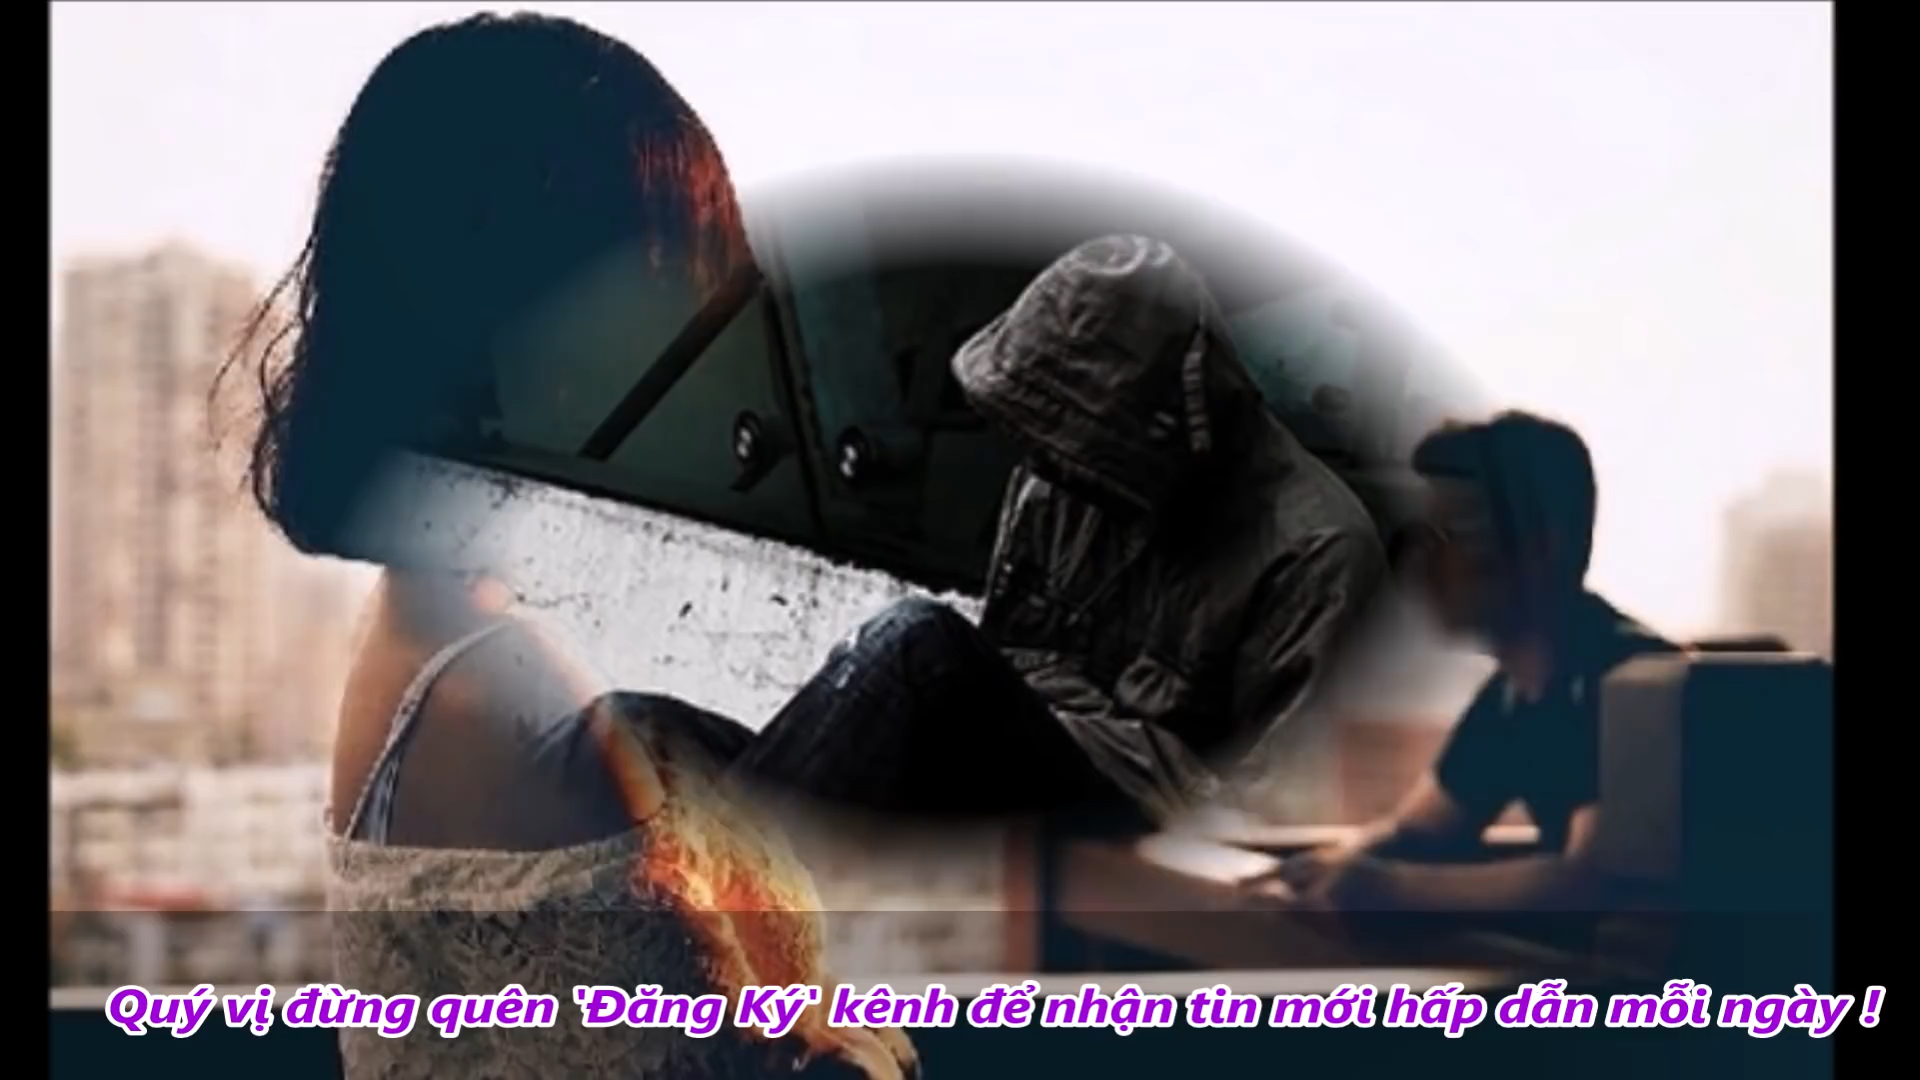 Quý vị đừng quên 'Đăng Ký' kênh để nhận tin mới hấp dẫn mỗi ngày !